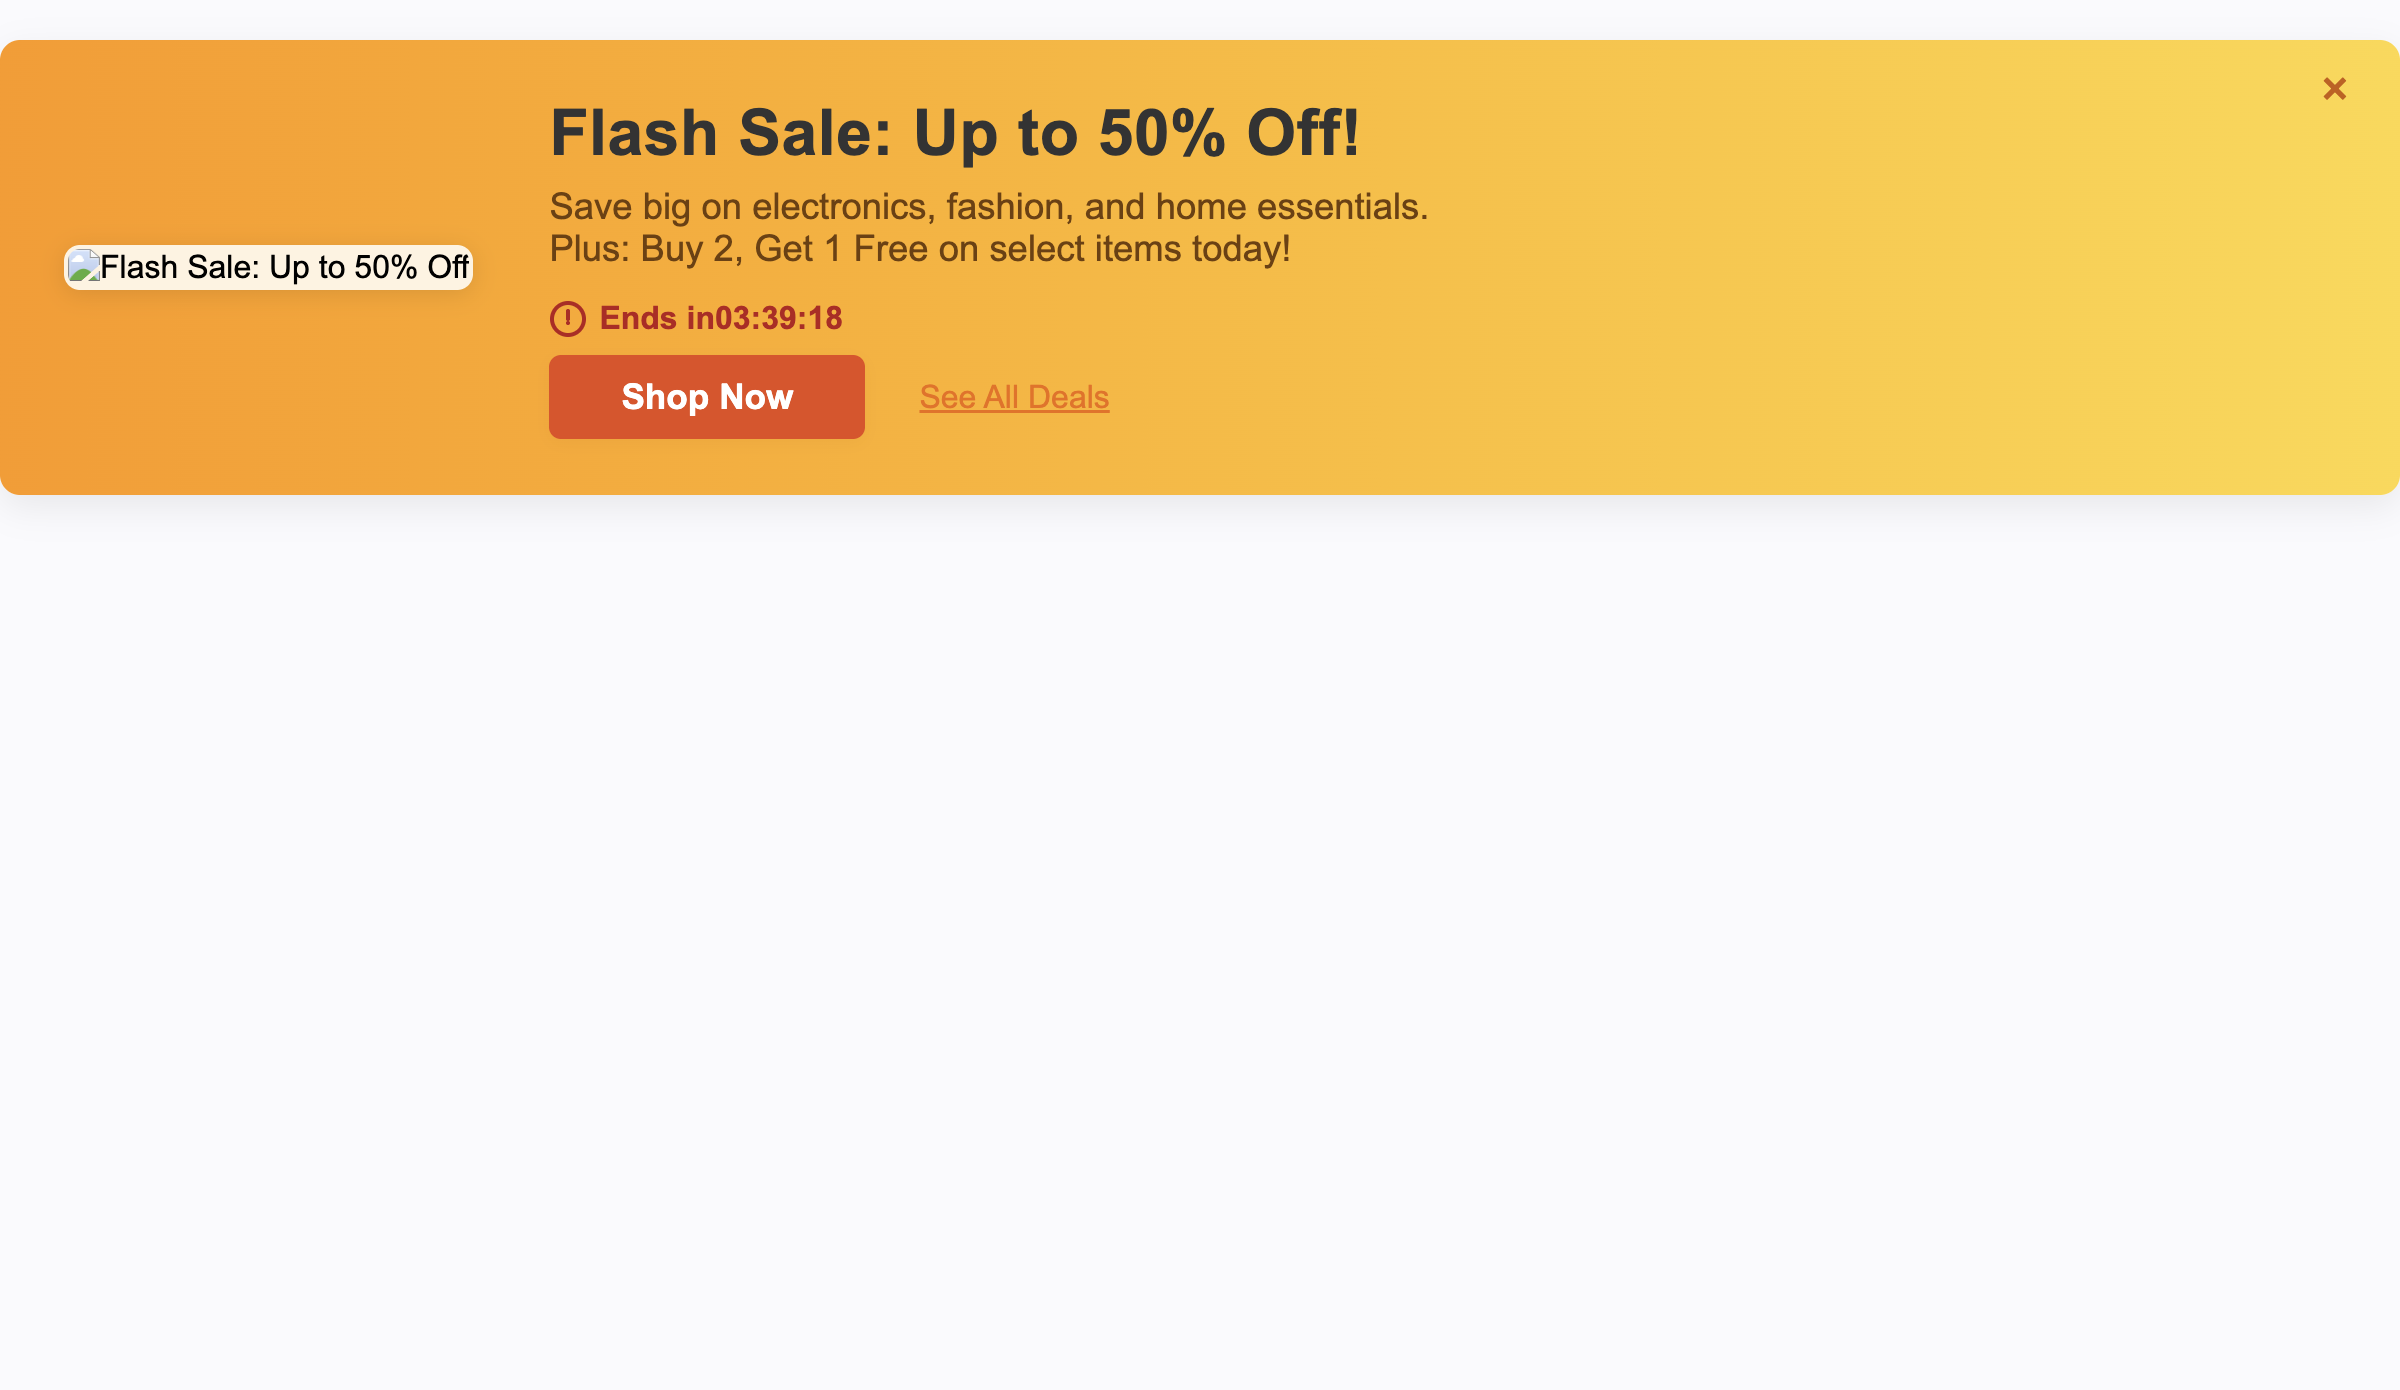 Flash Sale: Up to 50% Off!
Save big on electronics, fashion, and home essentials.
Plus: Buy 2, Get 1 Free on select items today!
Flash Sale: Up to 50% Off
Ends in03:39:18
Shop Now
See All Deals